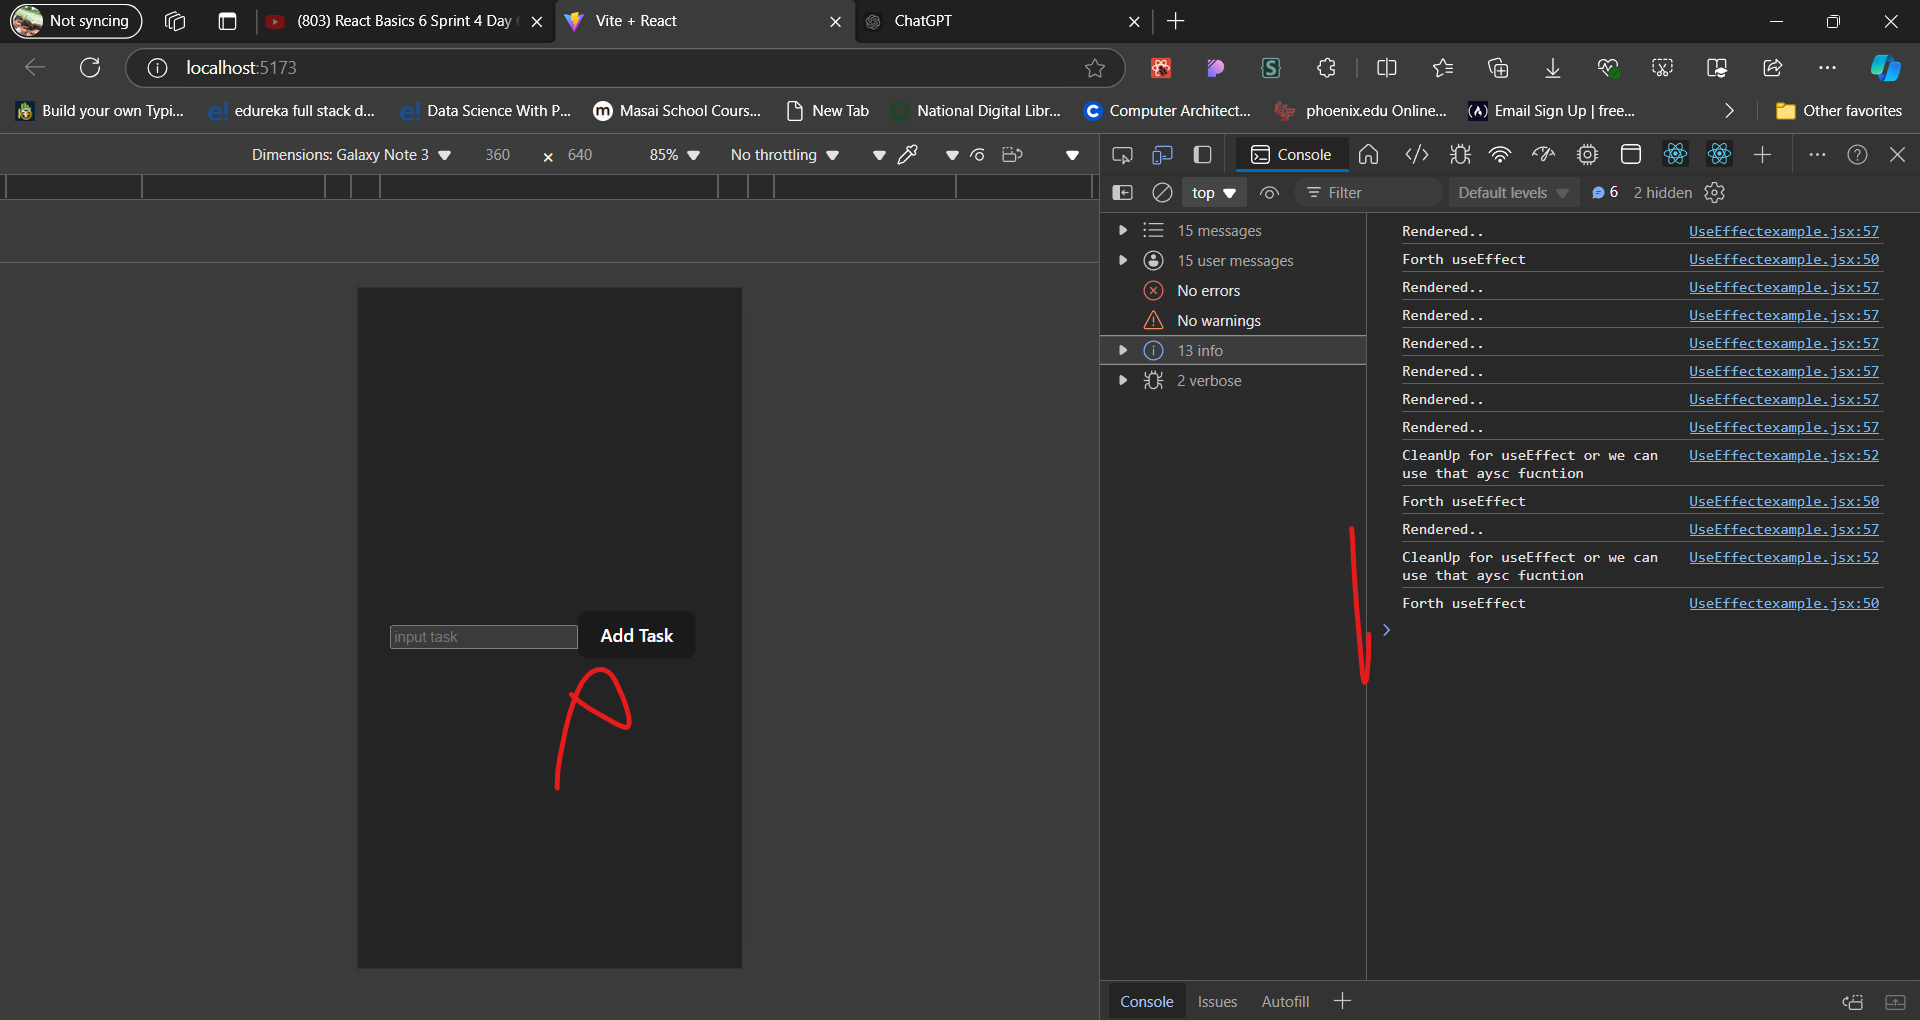 Not syncing
(803) React Basics 6 Sprint 4 Day
Vite + React
ChatGPT
localhost:5173
Build your own Typi...
edureka full stack d...
Data Science With P...
Masai School Cours...
New Tab
National Digital Libr...
Computer Architect...
phoenix.edu Online...
Email Sign Up | free...
Other favorites
Dimensions: Galaxy Note 3
360
×
640
85%
No throttling
Console
top
Filter
Default levels
6
2 hidden
15 messages
15 user messages
No errors
No warnings
13 info
2 verbose
Rendered.. UseEffectexample.jsx:57
Forth useEffect UseEffectexample.jsx:50
Rendered.. UseEffectexample.jsx:57
Rendered.. UseEffectexample.jsx:57
Rendered.. UseEffectexample.jsx:57
Rendered.. UseEffectexample.jsx:57
Rendered.. UseEffectexample.jsx:57
Rendered.. UseEffectexample.jsx:57
CleanUp for useEffect or we can UseEffectexample.jsx:52
use that aysc fucntion
Forth useEffect UseEffectexample.jsx:50
Rendered.. UseEffectexample.jsx:57
CleanUp for useEffect or we can UseEffectexample.jsx:52
use that aysc fucntion
Forth useEffect UseEffectexample.jsx:50
input task
Add Task
Console
Issues
Autofill